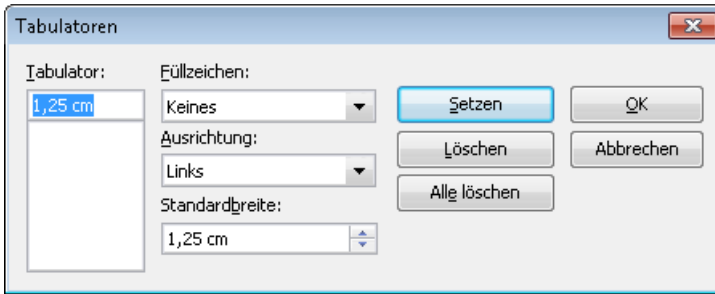 Tabulatoren
Tabulator:
Füllzeichen:
1,25 cm
Keines
Setzen
OK
Ausrichtung:
Löschen
Abbrechen
Links
Alle löschen
Standardbreite:
1,25 cm